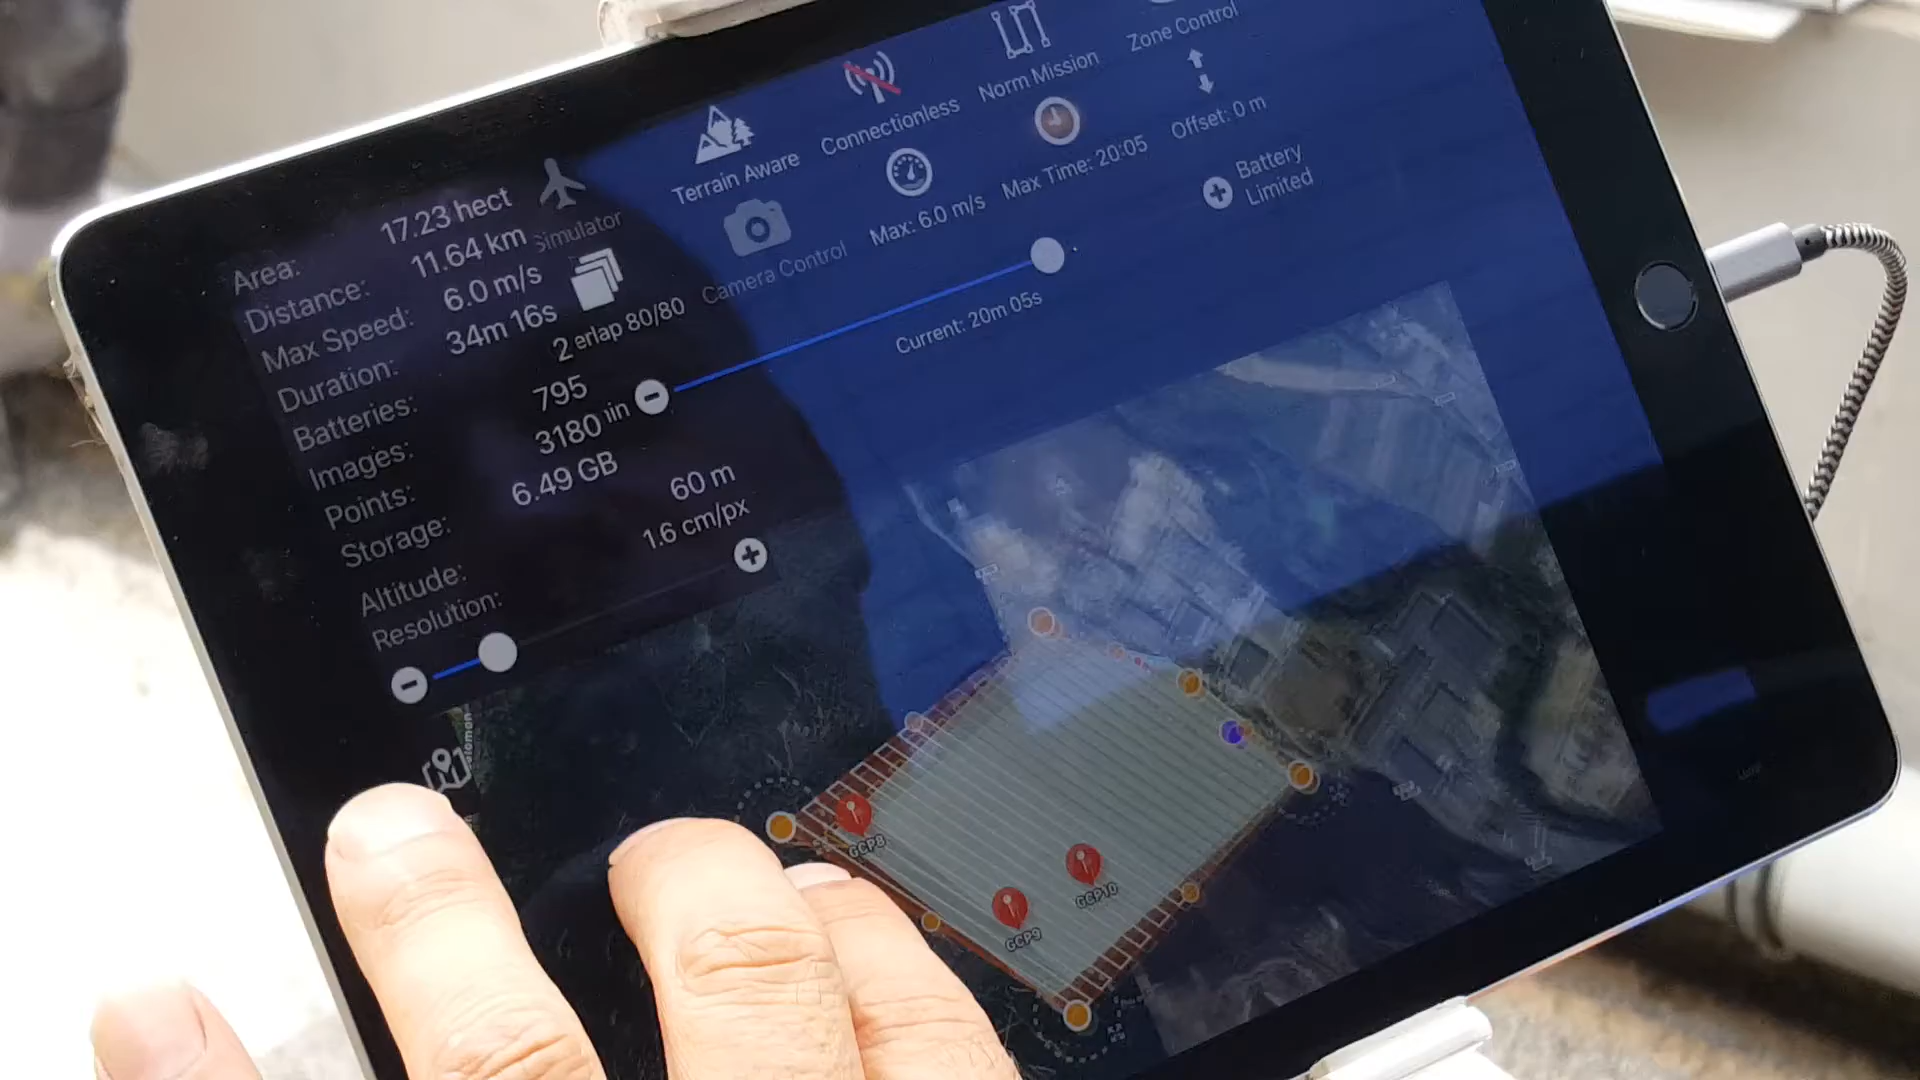 Zone Control
Norm Mission
Connectionless
Terrain Aware
Simulator
Offset: 0 m
Max Time: 20:05
Max: 6.0 m/s
Camera Control
erlap 80/80
Battery
Limited
Current: 20m 05s
in
Area: 17.23 hect
Distance: 11.64 km
Max Speed: 6.0 m/s
Duration: 34m 16s
Batteries: 2
Images: 795
Points: 3180
Storage: 6.49 GB
Altitude: 60 m
Resolution: 1.6 cm/px
GCP8
GCP10
GCP9